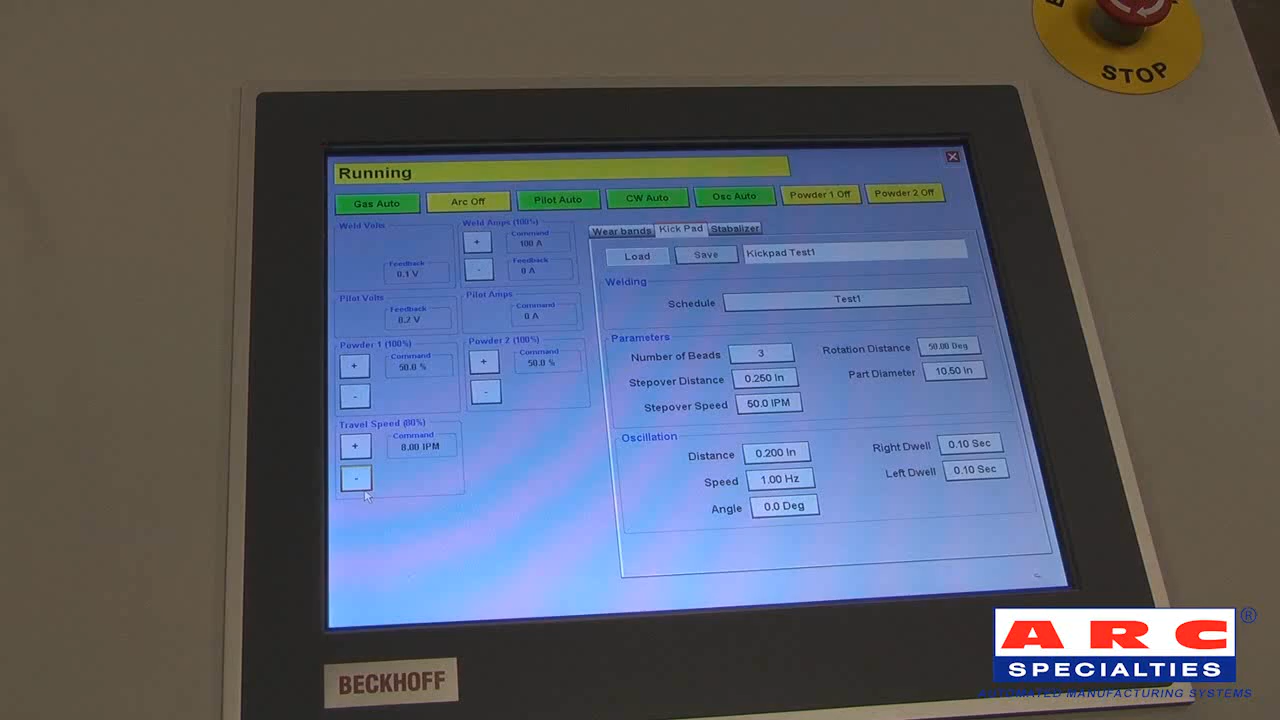 STOP
Running
Gas Auto
Arc Off
Pilot Auto
CW Auto
Osc Auto
Powder 1 Off
Powder 2 Off
Weld Volts
Feedback
0.1 V
Weld Amps (100%)
+
Command
100 A
-
Feedback
0 A
Pilot Volts
Feedback
0.2 V
Pilot Amps
Command
0 A
Powder 1 (100%)
+
Command
50.0 %
-
Powder 2 (100%)
+
Command
50.0 %
-
Travel Speed (80%)
+
Command
8.00 IPM
-
Wear bands Kick Pad Stabalizer
Load Save Kickpad Test1
Welding
Schedule Test1
Parameters
Number of Beads 3
Rotation Distance 50.00 Deg
Stepover Distance 0.250 In
Part Diameter 10.50 In
Stepover Speed 50.0 IPM
Oscillation
Distance 0.200 In
Right Dwell 0.10 Sec
Speed 1.00 Hz
Left Dwell 0.10 Sec
Angle 0.0 Deg
BECKHOFF
ARC ®
SPECIALTIES
AUTOMATED MANUFACTURING SYSTEMS